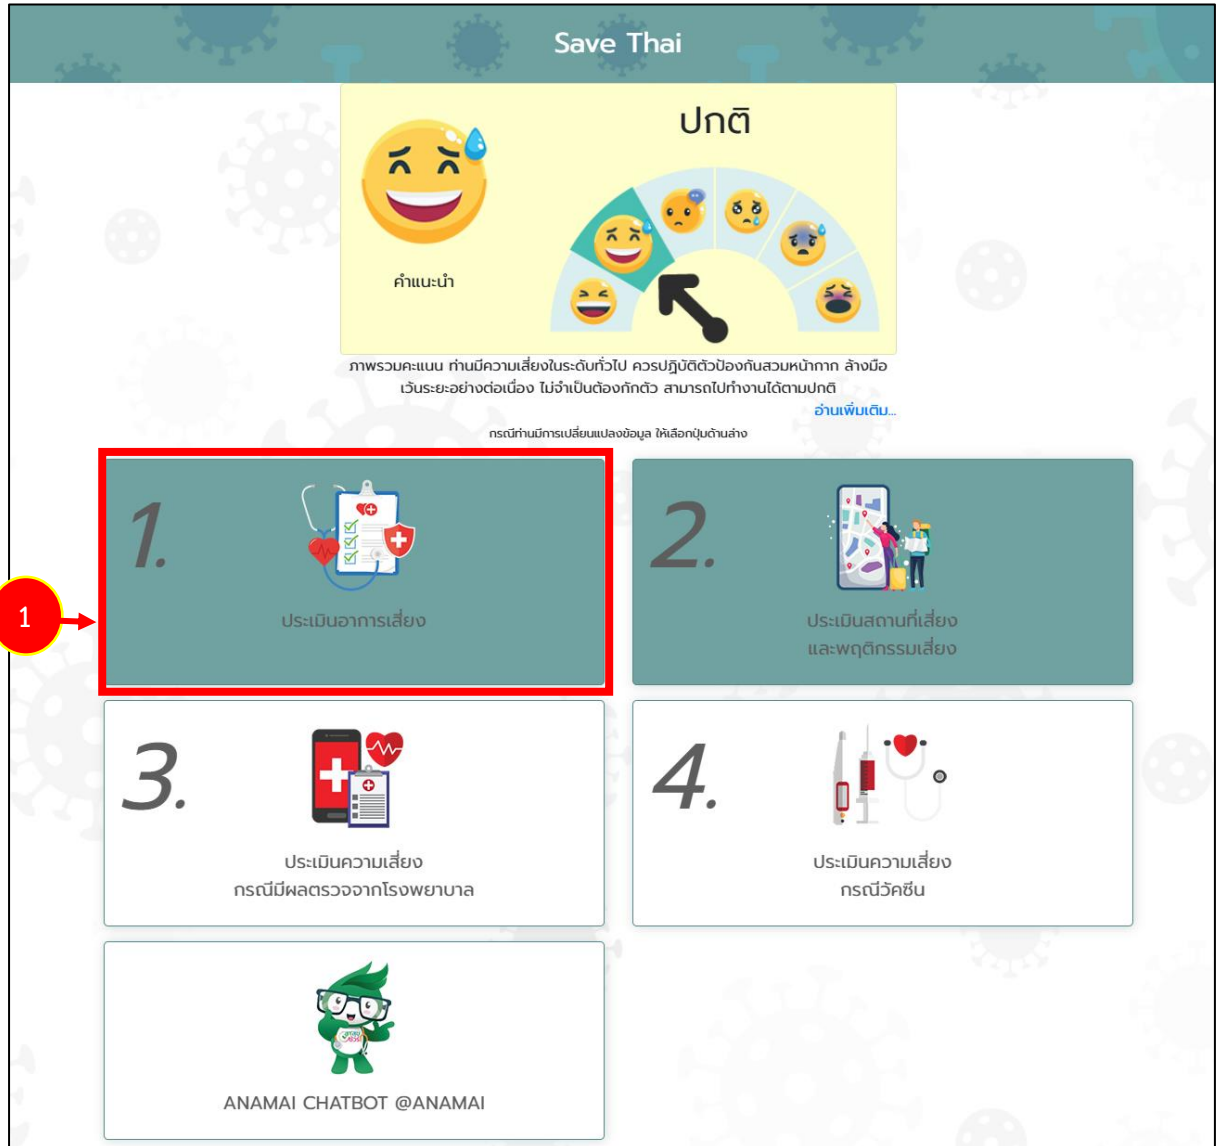 Save Thai
ปกติ
คำแนะนำ
ภาพรวมคะแนน ท่านมีความเสี่ยงในระดับทั่วไป ควรปฏิบัติตัวป้องกันสวมหน้ากาก ล้างมือ
เว้นระยะอย่างต่อเนื่อง ไม่จำเป็นต้องกักตัว สามารถไปทำงานได้ตามปกติ
อ่านเพิ่มเติม...
กรณีท่านมีการเปลี่ยนแปลงข้อมูล ให้เลือกปุ่มด้านล่าง
1
1.
ประเมินอาการเสี่ยง
2.
ประเมินสถานที่เสี่ยง
และพฤติกรรมเสี่ยง
3.
ประเมินความเสี่ยง
กรณีมีผลตรวจจากโรงพยาบาล
4.
ประเมินความเสี่ยง
กรณีวัคซีน
ANAMAI CHATBOT @ANAMAI